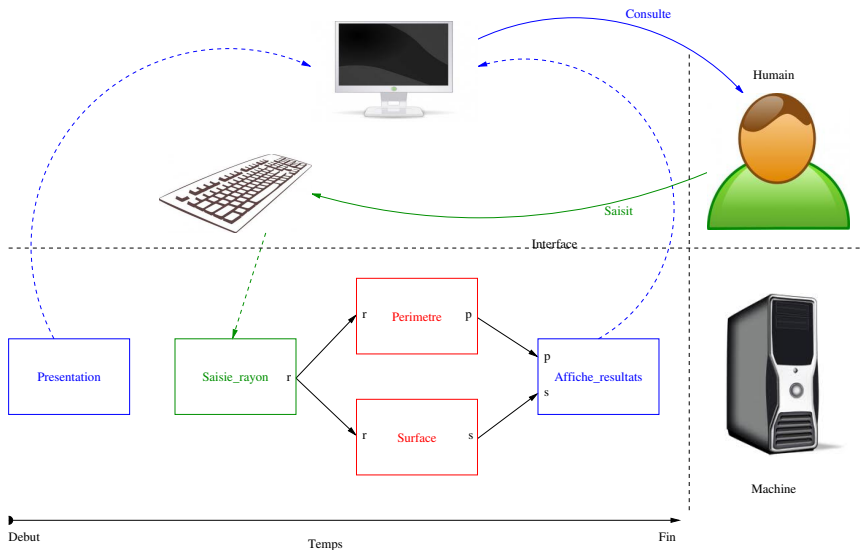 Consulte
Humain
Saisit
Interface
r Perimetre p
Presentation
Saisie_rayon r
p
Affiche_resultats
s
r Surface s
Machine
Debut
Temps
Fin